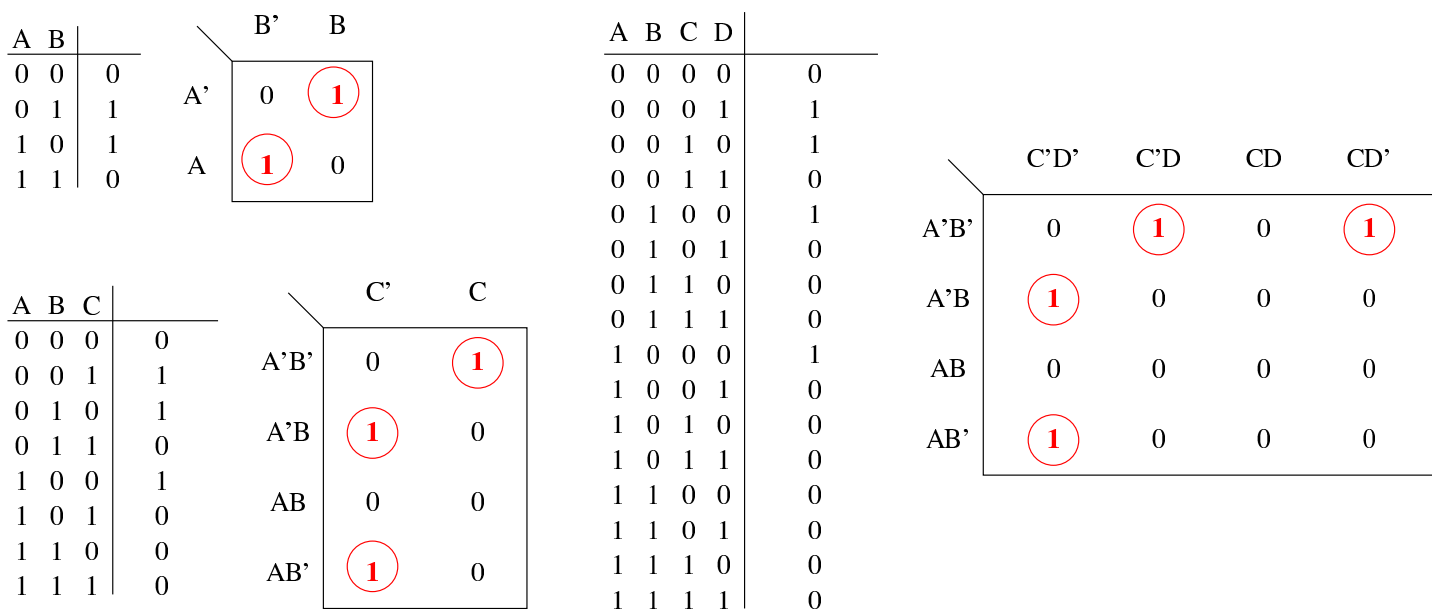 A B
0 0 0
0 1 1
1 0 1
1 1 0
B' B
A' 0 1
A 1 0
A B C
0 0 0 0
0 0 1 1
0 1 0 1
0 1 1 0
1 0 0 1
1 0 1 0
1 1 0 0
1 1 1 0
C' C
A'B' 0 1
A'B 1 0
AB 0 0
AB' 1 0
A B C D
0 0 0 0 0
0 0 0 1 1
0 0 1 0 1
0 0 1 1 0
0 1 0 0 1
0 1 0 1 0
0 1 1 0 0
0 1 1 1 0
1 0 0 0 1
1 0 0 1 0
1 0 1 0 0
1 0 1 1 0
1 1 0 0 0
1 1 0 1 0
1 1 1 0 0
1 1 1 1 0
C'D' C'D CD CD'
A'B' 0 1 0 1
A'B 1 0 0 0
AB 0 0 0 0
AB' 1 0 0 0